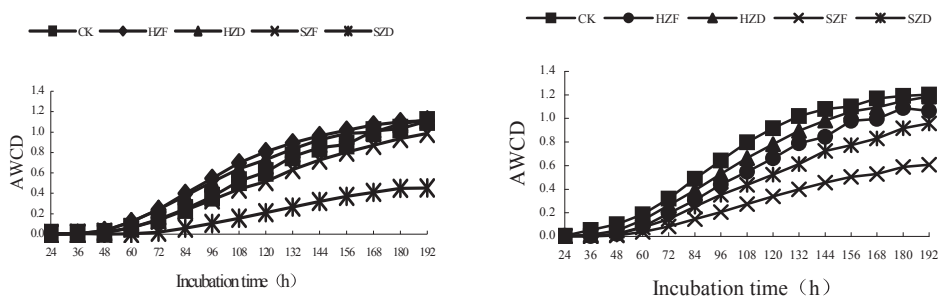 CK HZF HZD SZF SZD
1.4
1.2
1.0
0.8
0.6
0.4
0.2
0.0
AWCD
24 36 48 60 72 84 96 108 120 132 144 156 168 180 192
Incubation time (h)
CK HZF HZD SZF SZD
1.4
1.2
1.0
0.8
0.6
0.4
0.2
0.0
AWCD
24 36 48 60 72 84 96 108 120 132 144 156 168 180 192
Incubation time（h）